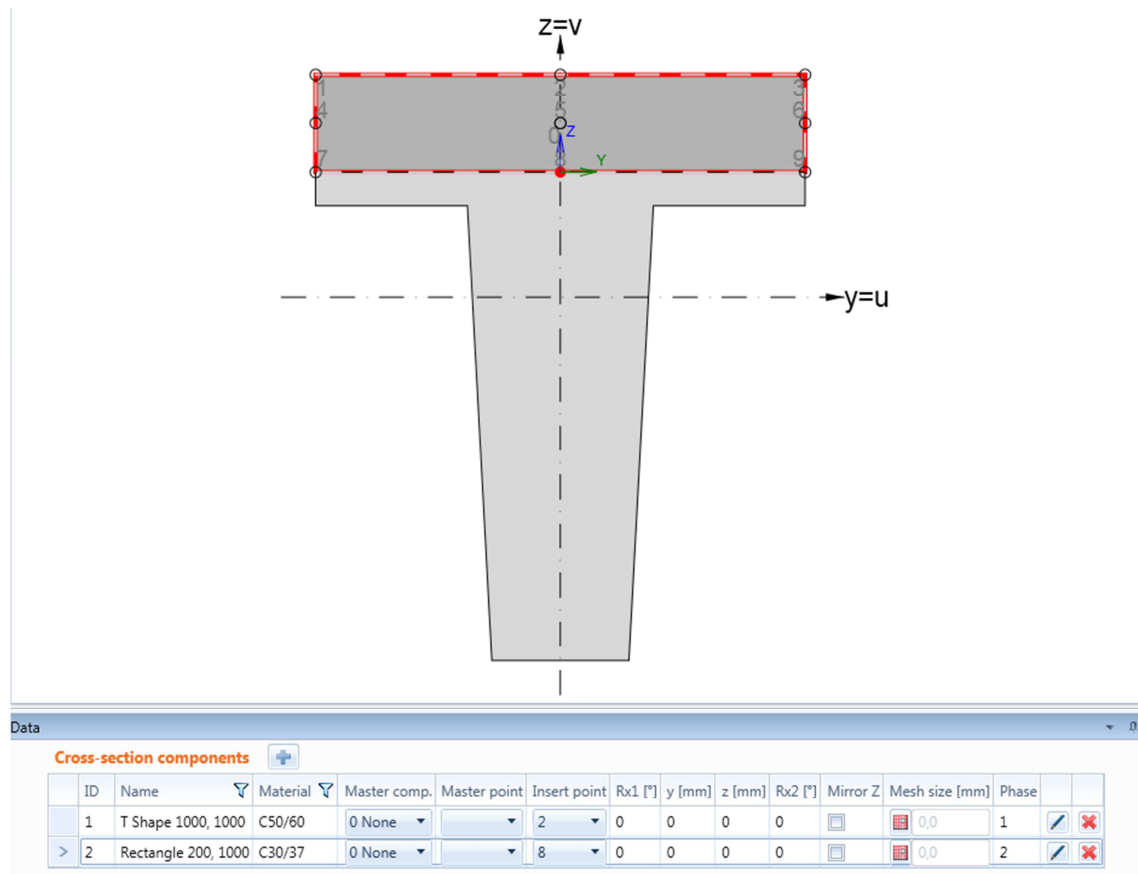 z=v
1 2 3
4 5 6
0 Z
Y
7 8 9
y=u
Data
Cross-section components
ID Name Material Master comp. Master point Insert point Rx1 [°] y [mm] z [mm] Rx2 [°] Mirror Z Mesh size [mm] Phase
1 T Shape 1000, 1000 C50/60 0 None 2 0 0 0 0 0,0 1
> 2 Rectangle 200, 1000 C30/37 0 None 8 0 0 0 0 0,0 2